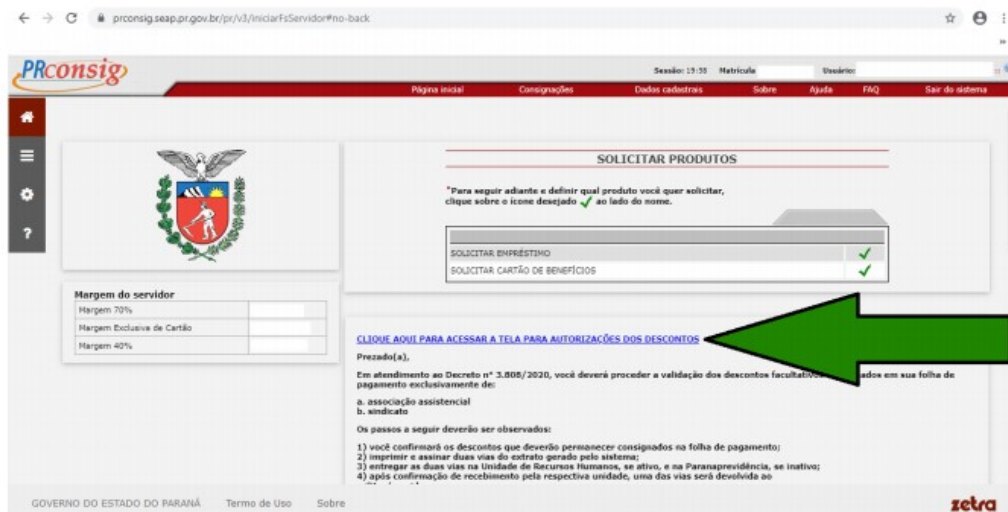 prconsig.seap.pr.gov.br/pr/v3/iniciarFsServidor#no-back
PRconsig
Sessão: 19:58 Matrícula Usuário:
Página inicial Consignações Dados cadastrais Sobre Ajuda FAQ Sair do sistema
SOLICITAR PRODUTOS
*Para seguir adiante e definir qual produto você quer solicitar,
clique sobre o ícone desejado ao lado do nome.
SOLICITAR EMPRÉSTIMO
SOLICITAR CARTÃO DE BENEFÍCIOS
Margem do servidor
Margem 70%
Margem Exclusiva de Cartão
Margem 40%
CLIQUE AQUI PARA ACESSAR A TELA PARA AUTORIZAÇÕES DOS DESCONTOS
Prezado(a),
Em atendimento ao Decreto n° 3.808/2020, você deverá proceder a validação dos descontos facultativos ados em sua folha de
pagamento exclusivamente de:
a. associação assistencial
b. sindicato
Os passos a seguir deverão ser observados:
1) você confirmará os descontos que deverão permanecer consignados na folha de pagamento;
2) imprimir e assinar duas vias do extrato gerado pelo sistema;
3) entregar as duas vias na Unidade de Recursos Humanos, se ativo, e na Paranaprevidência, se inativo;
4) após confirmação de recebimento pela respectiva unidade, uma das vias será devolvida ao
GOVERNO DO ESTADO DO PARANÁ Termo de Uso Sobre
zetra